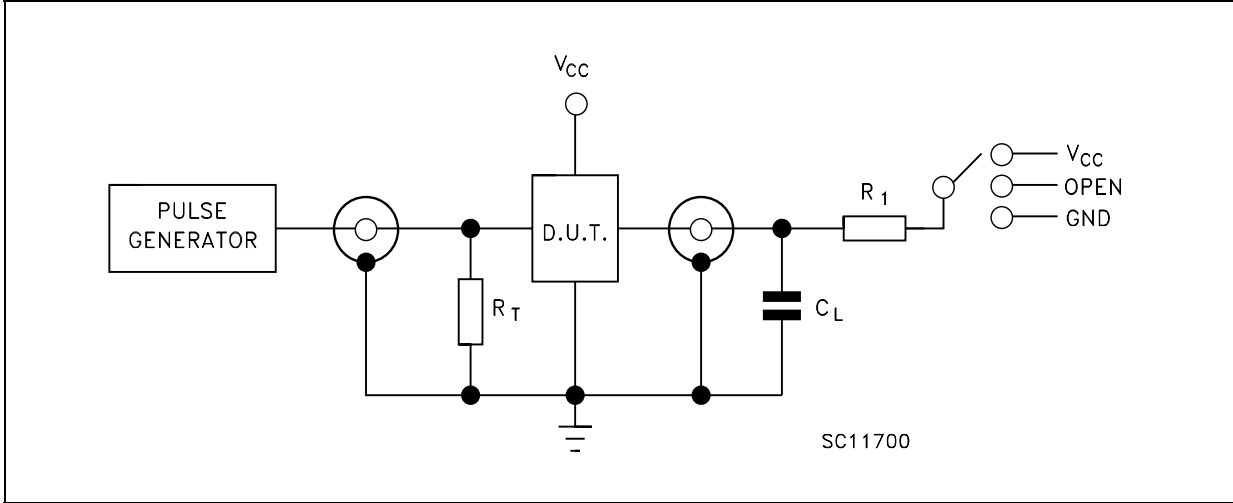 VCC
PULSE
GENERATOR
D.U.T.
RT
CL
R1
VCC
OPEN
GND
SC11700